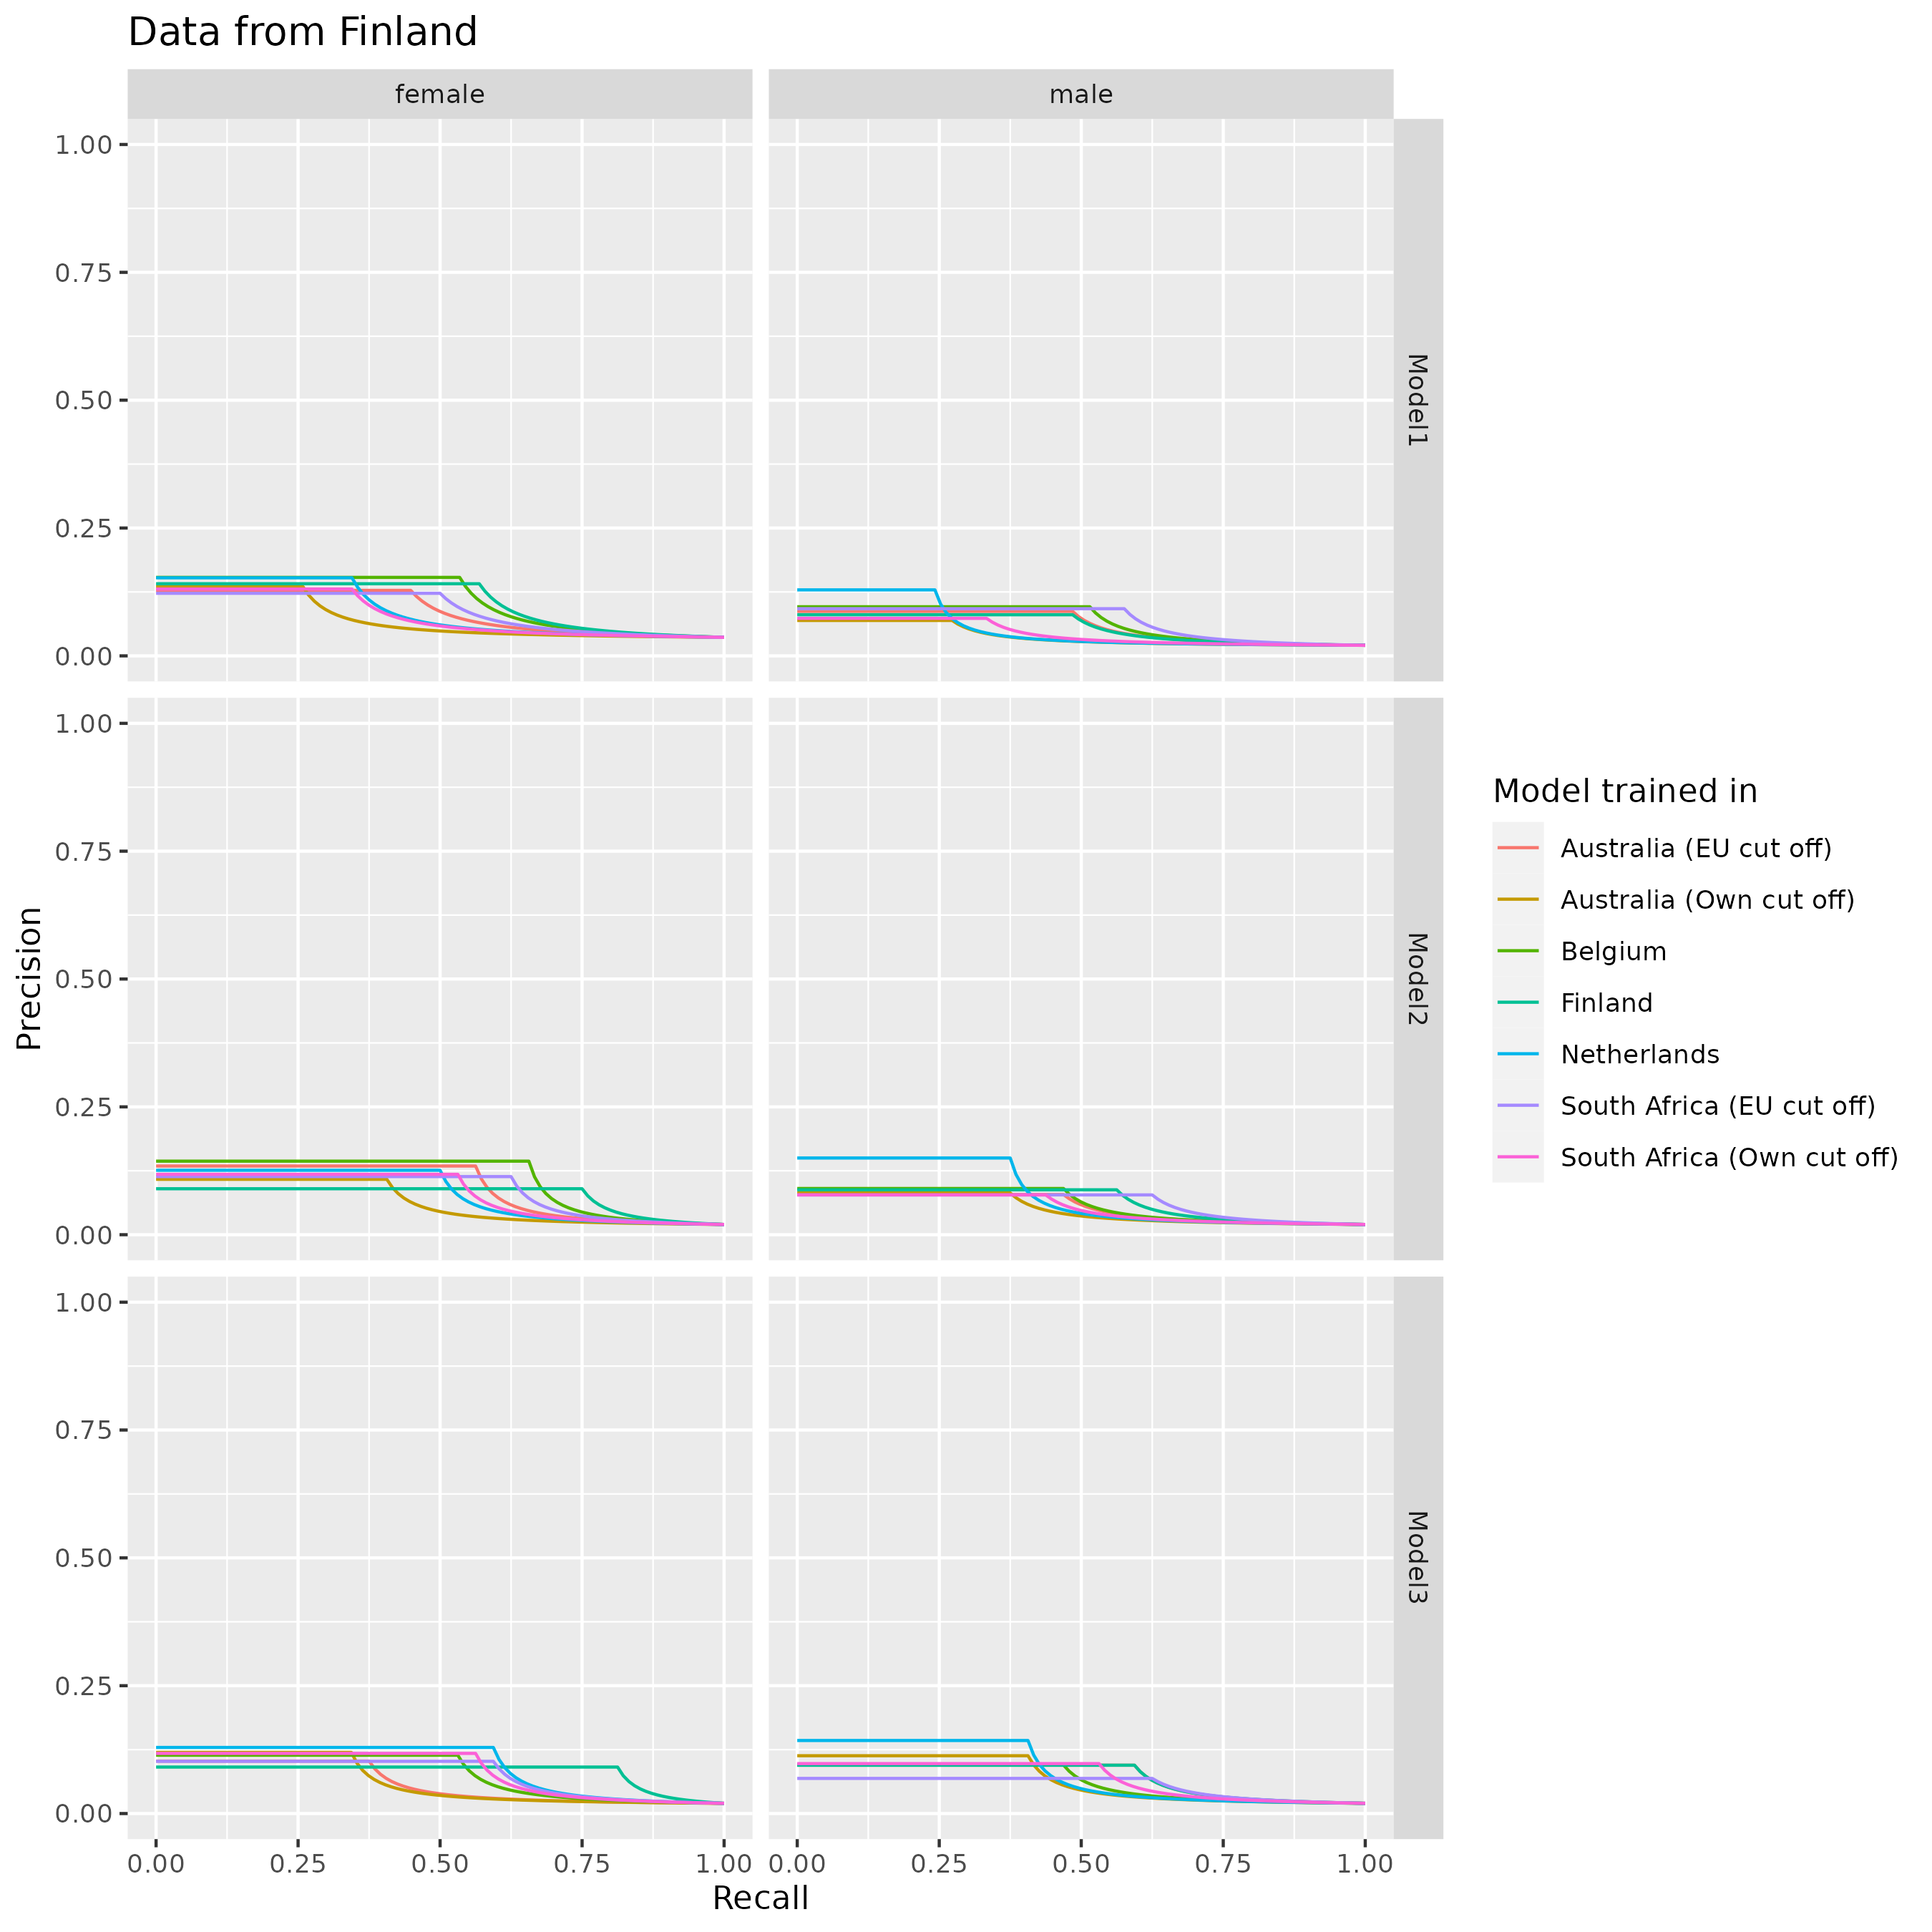 Data from Finland
female
male
1.00
0.75
0.50
0.25
0.00
Model1
1.00
0.75
0.50
0.25
0.00
Model2
1.00
0.75
0.50
0.25
0.00
Model3
Precision
0.00 0.25 0.50 0.75 1.00
0.00 0.25 0.50 0.75 1.00
Recall
Model trained in
Australia (EU cut off)
Australia (Own cut off)
Belgium
Finland
Netherlands
South Africa (EU cut off)
South Africa (Own cut off)